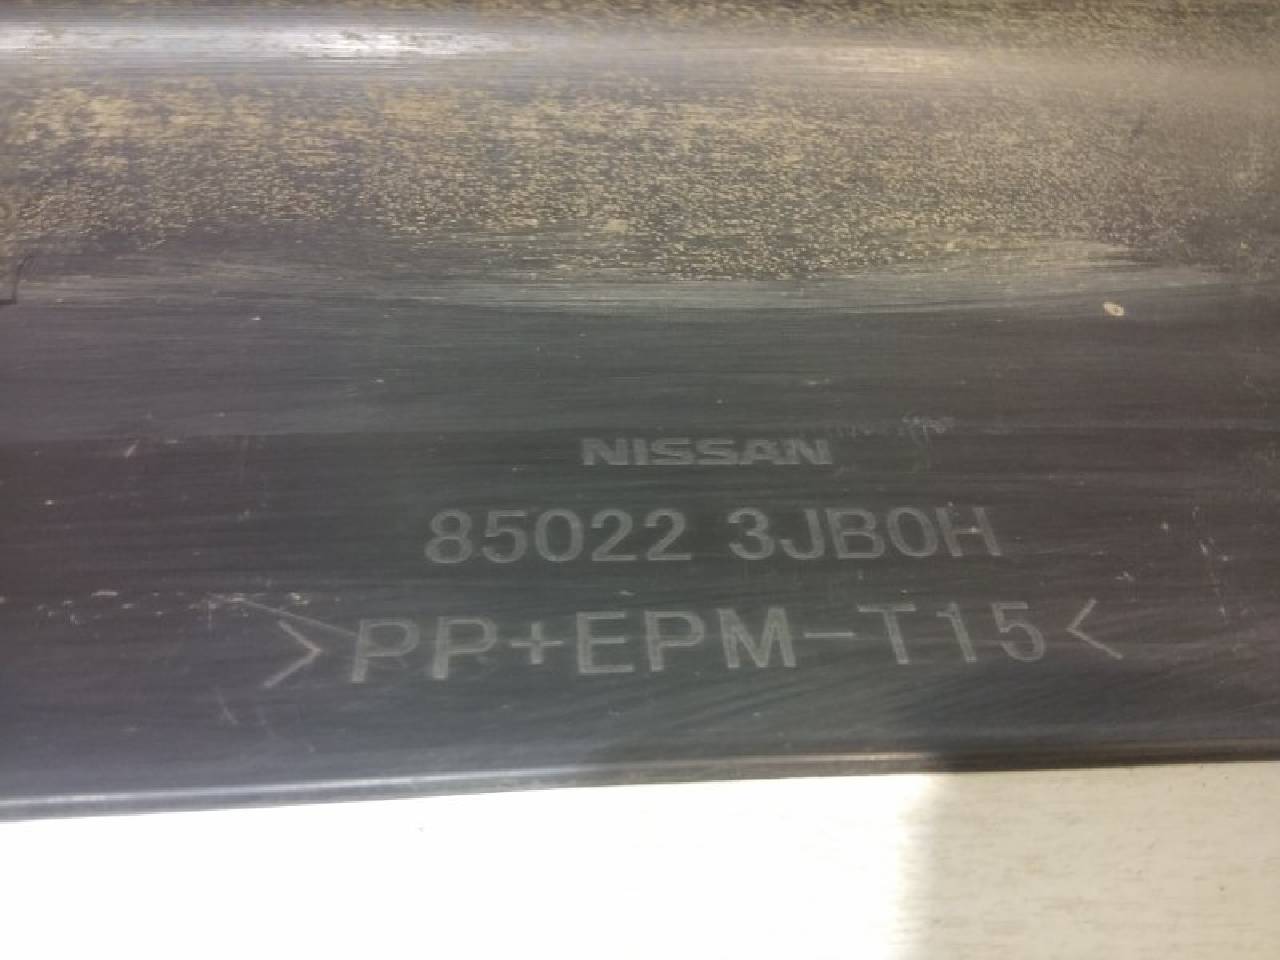 NISSAN
85022 3JB0H
>PP+EPM-T15<